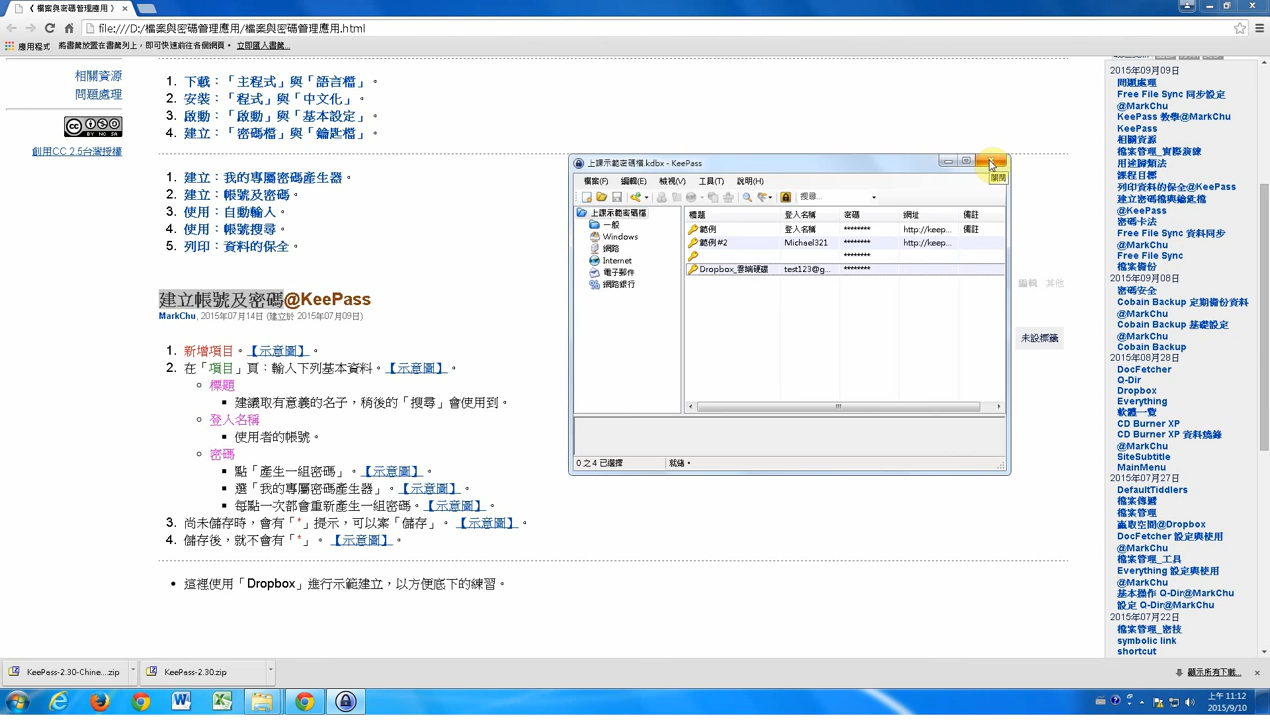 《 檔案與密碼管理應用 》
file:///D:/檔案與密碼管理應用/檔案與密碼管理應用.html
應用程式
將書籤放置在書籤列上，即可快速前往各個網頁。
立即匯入書籤...
相關資源
問題處理
創用CC 2.5台灣授權
1. 下載：「主程式」與「語言檔」。
2. 安裝：「程式」與「中文化」。
3. 啟動：「啟動」與「基本設定」。
4. 建立：「密碼檔」與「鑰匙檔」。
1. 建立：我的專屬密碼產生器。
2. 建立：帳號及密碼。
3. 使用：自動輸入。
4. 使用：帳號搜尋。
5. 列印：資料的保全。
建立帳號及密碼@KeePass
MarkChu, 2015年07月14日 (建立於 2015年07月09日)
1. 新增項目。【示意圖】。
2. 在「項目」頁：輸入下列基本資料。【示意圖】。
標題
建議取有意義的名子，稍後的「搜尋」會使用到。
登入名稱
使用者的帳號。
密碼
點「產生一組密碼」。【示意圖】。
選「我的專屬密碼產生器」。【示意圖】。
每點一次都會重新產生一組密碼。【示意圖】。
3. 尚未儲存時，會有「*」提示，可以案「儲存」。【示意圖】。
4. 儲存後，就不會有「*」。【示意圖】。
這裡使用「Dropbox」進行示範建立，以方便底下的練習。
上課示範密碼檔.kdbx - KeePass
關閉
檔案(F) 編輯(E) 檢視(V) 工具(T) 說明(H)
搜尋...
上課示範密碼檔
一般
Windows
網路
Internet
電子郵件
網路銀行
標題 登入名稱 密碼 網址 備註
範例 登入名稱 ******** http://keep... 備註
範例 #2 Michael321 ******** http://keep...
********
Dropbox_雲端硬碟 test123@g... ********
0 之 4 已選擇
就緒。
編輯 其他
未設標籤
2015年09月09日
問題處理
Free File Sync 同步設定
@MarkChu
KeePass 教學@MarkChu
KeePass
相關資源
檔案管理_實際演練
用途歸類法
課程目標
列印資料的保全@KeePass
建立密碼檔與鑰匙檔
@KeePass
密碼卡法
Free File Sync 資料同步
@MarkChu
Free File Sync
檔案備份
2015年09月08日
密碼安全
Cobain Backup 定期備份資料
@MarkChu
Cobain Backup 基礎設定
@MarkChu
Cobain Backup
2015年08月28日
DocFetcher
Q-Dir
Dropbox
Everything
軟體一覽
CD Burner XP
CD Burner XP 資料燒錄
@MarkChu
SiteSubtitle
MainMenu
2015年07月27日
DefaultTiddlers
檔案傳遞
檔案管理
贏取空間@Dropbox
DocFetcher 設定與使用
@MarkChu
檔案管理_工具
Everything 設定與使用
@MarkChu
基本操作 Q-Dir@MarkChu
設定 Q-Dir@MarkChu
2015年07月22日
檔案管理_密技
symbolic link
shortcut
KeePass-2.30-Chine....zip
KeePass-2.30.zip
顯示所有下載...
上午 11:12
2015/9/10